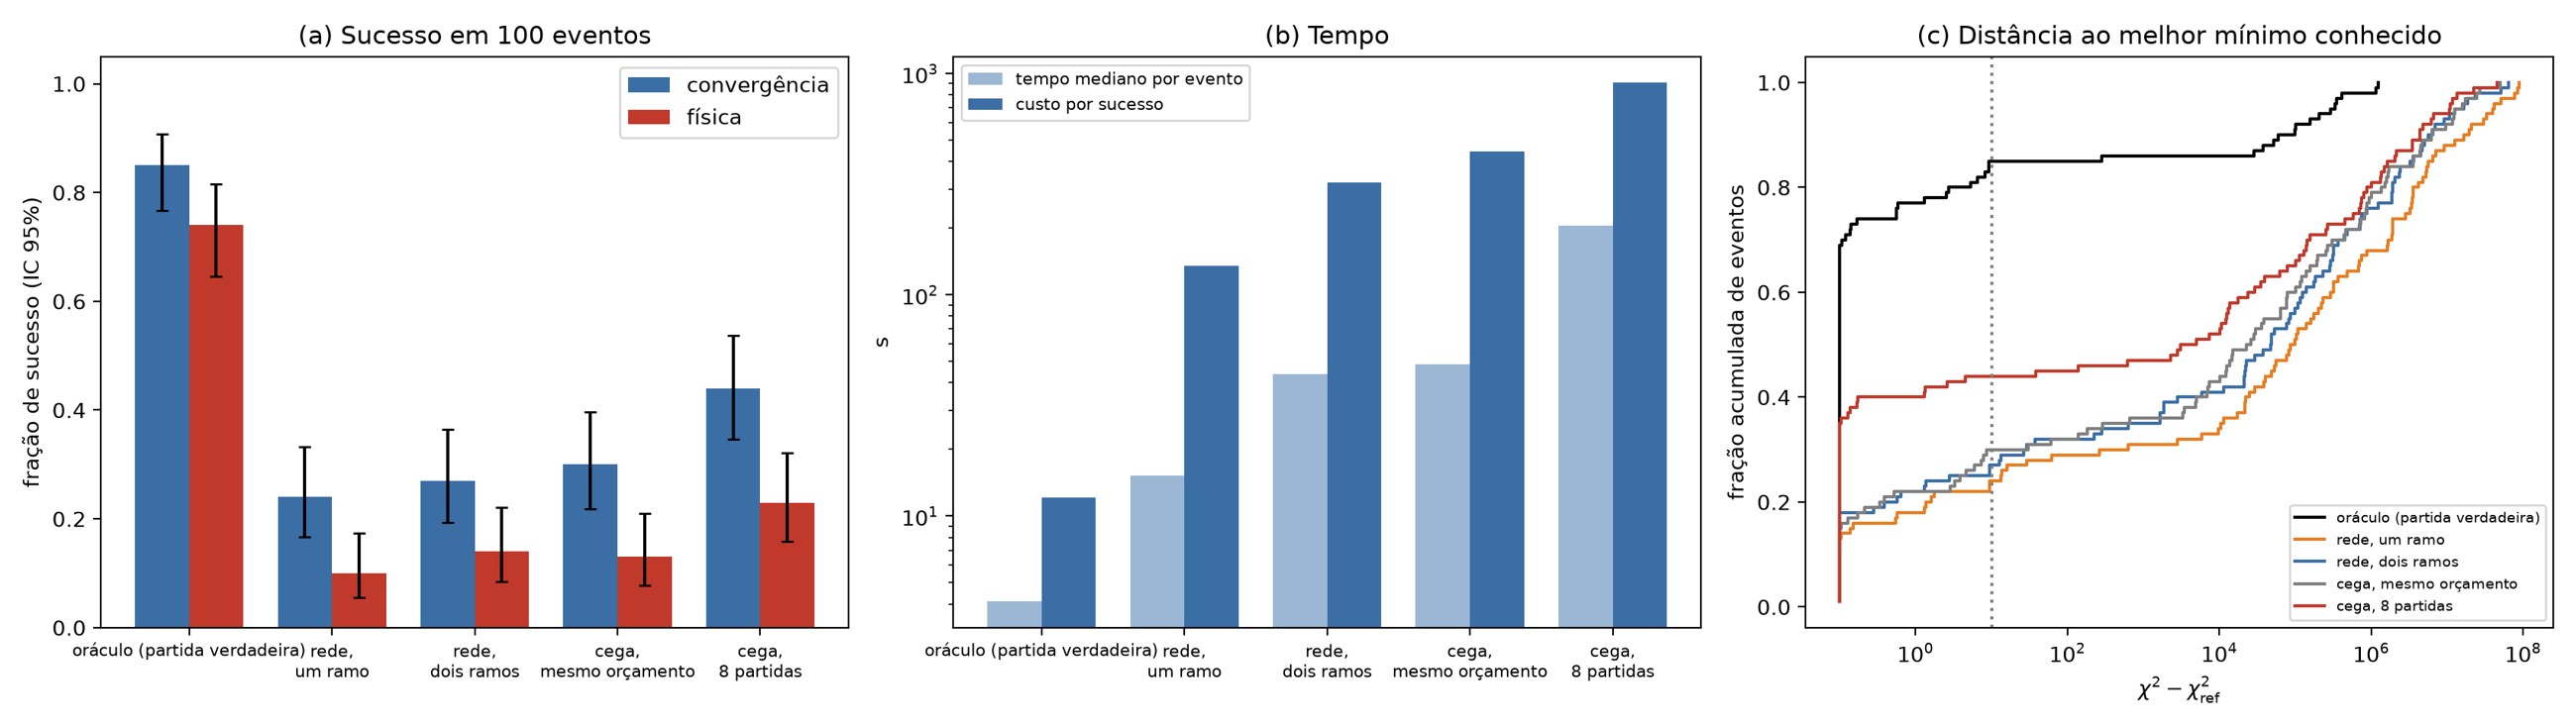 (a) Sucesso em 100 eventos
fração de sucesso (IC 95%)
1.0
0.8
0.6
0.4
0.2
0.0
convergência
física
oráculo (partida verdadeira)
rede,
um ramo
rede,
dois ramos
cega,
mesmo orçamento
cega,
8 partidas
(b) Tempo
s
10³
10²
10¹
tempo mediano por evento
custo por sucesso
oráculo (partida verdadeira)
rede,
um ramo
rede,
dois ramos
cega,
mesmo orçamento
cega,
8 partidas
(c) Distância ao melhor mínimo conhecido
fração acumulada de eventos
1.0
0.8
0.6
0.4
0.2
0.0
oráculo (partida verdadeira)
rede, um ramo
rede, dois ramos
cega, mesmo orçamento
cega, 8 partidas
10⁰
10²
10⁴
10⁶
10⁸
χ² − χ²ref